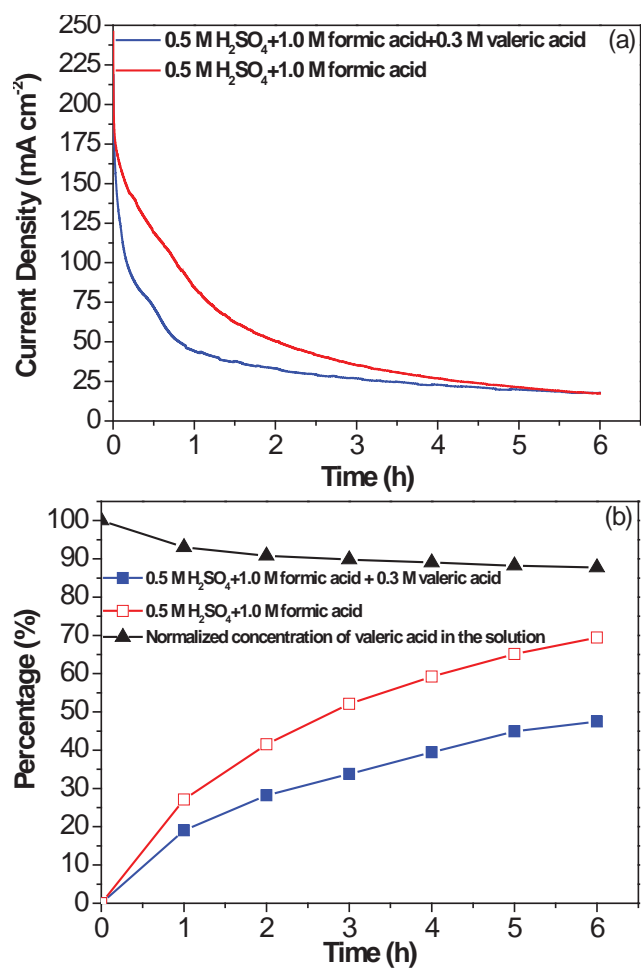 (a)
0.5 M H₂SO₄+1.0 M formic acid+0.3 M valeric acid
0.5 M H₂SO₄+1.0 M formic acid
250
225
200
175
150
125
100
75
50
25
0
Current Density (mA cm⁻²)
0 1 2 3 4 5 6
Time (h)
(b)
0.5 M H₂SO₄+1.0 M formic acid + 0.3 M valeric acid
0.5 M H₂SO₄+1.0 M formic acid
Normalized concentration of valeric acid in the solution
100
90
80
70
60
50
40
30
20
10
0
Percentage (%)
0 1 2 3 4 5 6
Time (h)